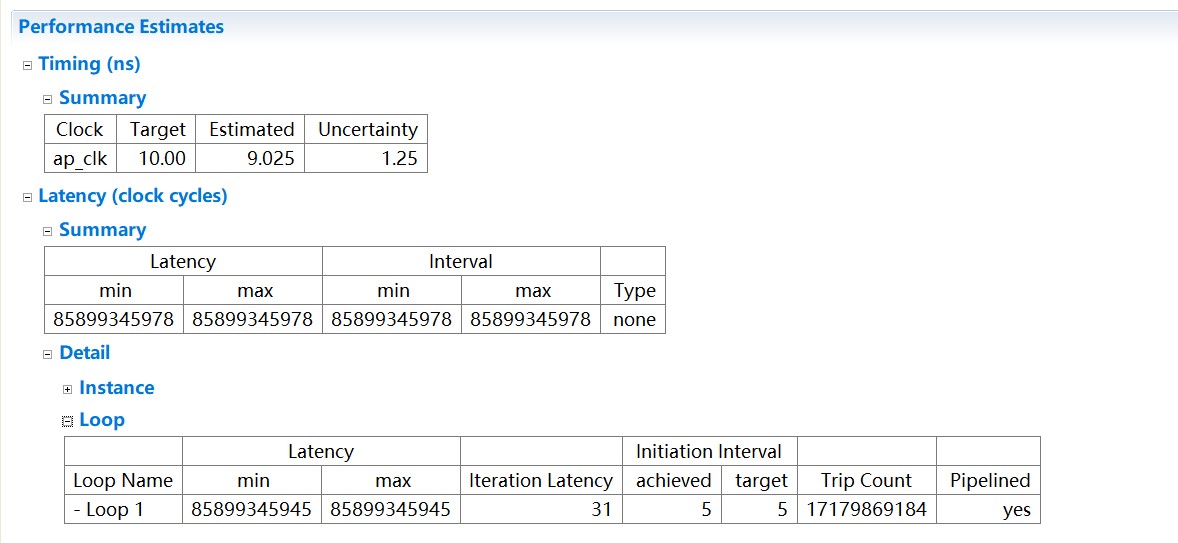 Performance Estimates
Timing (ns)
Summary
Clock Target Estimated Uncertainty
ap_clk 10.00 9.025 1.25
Latency (clock cycles)
Summary
Latency Interval
min max min max Type
85899345978 85899345978 85899345978 85899345978 none
Detail
Instance
Loop
Latency Initiation Interval
Loop Name min max Iteration Latency achieved target Trip Count Pipelined
- Loop 1 85899345945 85899345945 31 5 5 17179869184 yes